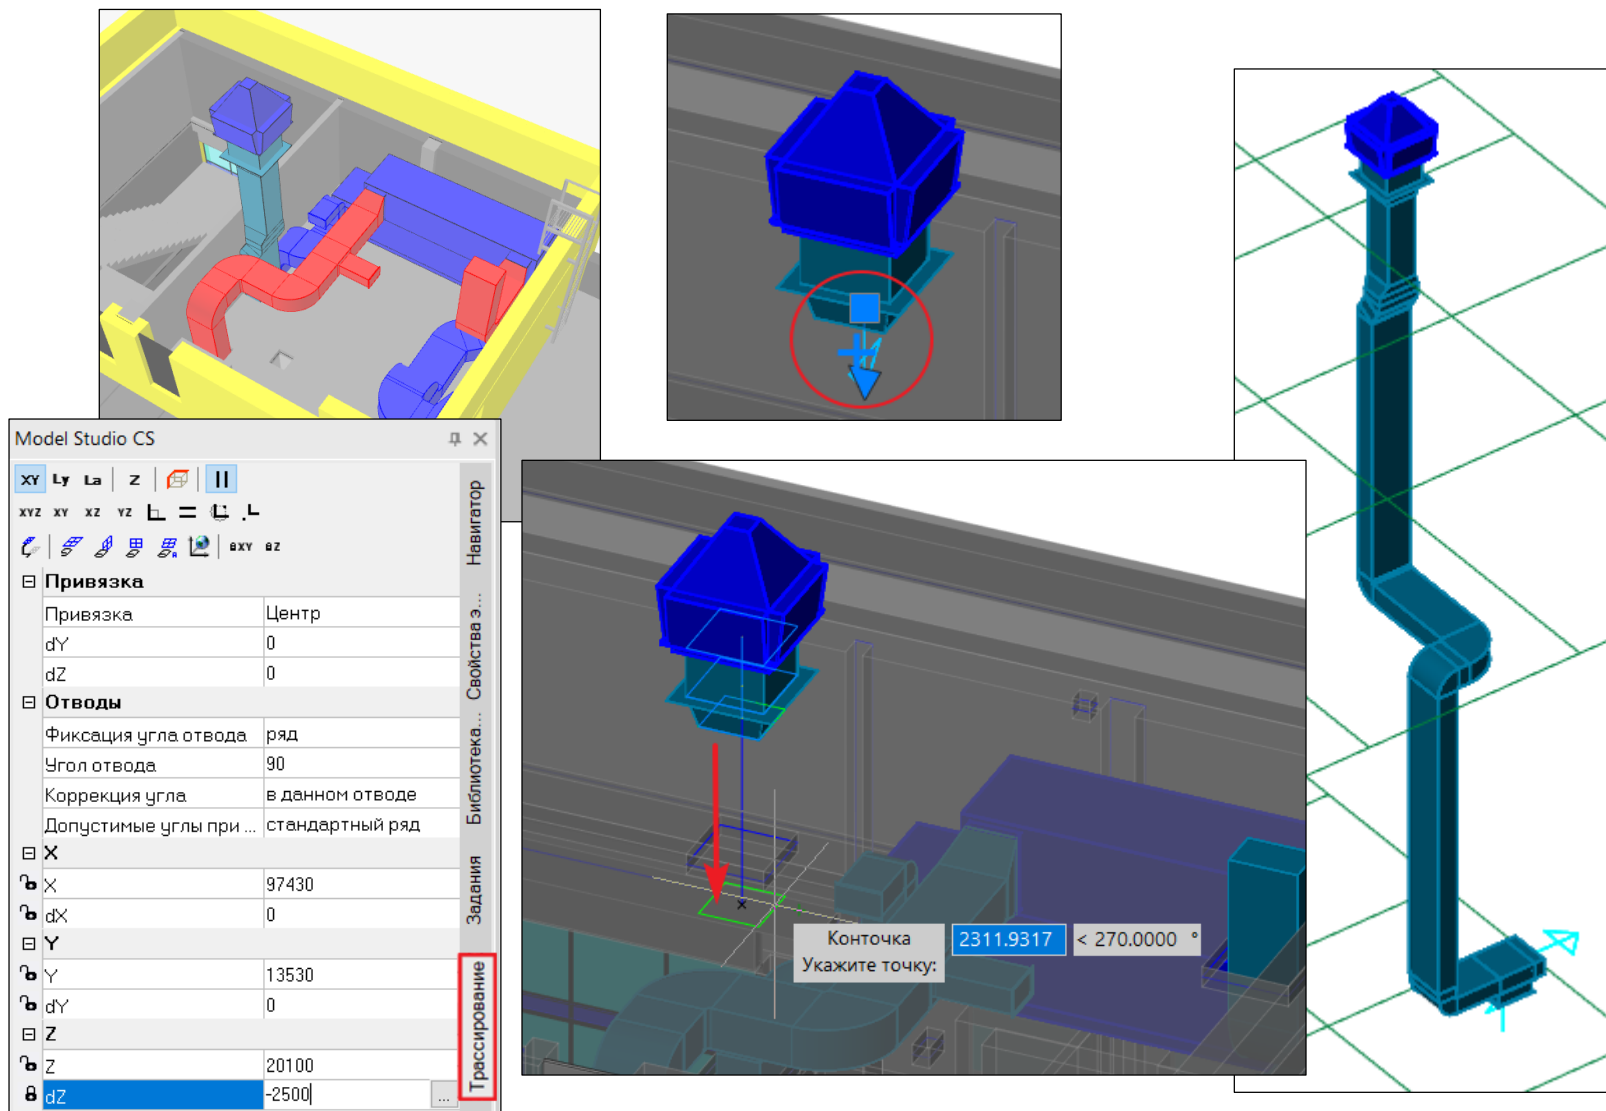 Model Studio CS
XY Ly La Z
XYZ XY XZ YZ
θXY θZ
Привязка
Привязка Центр
dY 0
dZ 0
Отводы
Фиксация угла отвода ряд
Угол отвода 90
Коррекция угла в данном отводе
Допустимые углы при ... стандартный ряд
X
X 97430
dX 0
Y
Y 13530
dY 0
Z
Z 20100
dZ -2500 ...
Навигатор
Свойства э...
Библиотека...
Задания
Трассирование
Конточка 2311.9317 < 270.0000 °
Укажите точку: